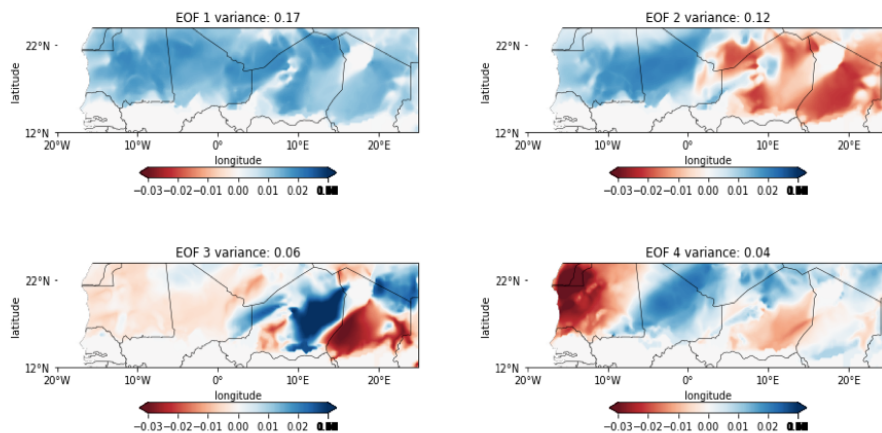 EOF 1 variance: 0.17
22°N
latitude
12°N
20°W 10°W 0° 10°E 20°E
longitude
−0.03 −0.02 −0.01 0.00 0.01 0.02
EOF 2 variance: 0.12
22°N
latitude
12°N
20°W 10°W 0° 10°E 20°E
longitude
−0.03 −0.02 −0.01 0.00 0.01 0.02
EOF 3 variance: 0.06
22°N
latitude
12°N
20°W 10°W 0° 10°E 20°E
longitude
−0.03 −0.02 −0.01 0.00 0.01 0.02
EOF 4 variance: 0.04
22°N
latitude
12°N
20°W 10°W 0° 10°E 20°E
longitude
−0.03 −0.02 −0.01 0.00 0.01 0.02